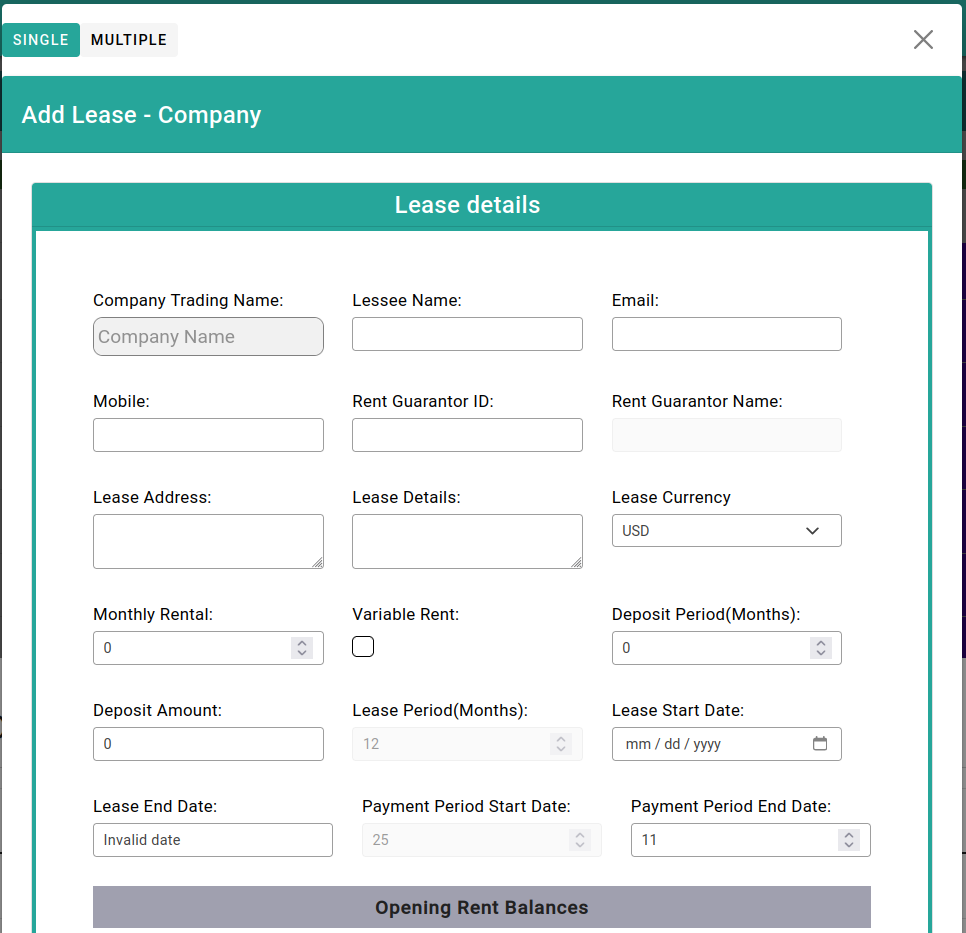 SINGLE MULTIPLE
Add Lease - Company
Lease details
Company Trading Name: Lessee Name: Email:
Company Name
Mobile: Rent Guarantor ID: Rent Guarantor Name:
Lease Address: Lease Details: Lease Currency
USD
Monthly Rental: Variable Rent: Deposit Period(Months):
0 0
Deposit Amount: Lease Period(Months): Lease Start Date:
0 12 mm / dd / yyyy
Lease End Date: Payment Period Start Date: Payment Period End Date:
Invalid date 25 11
Opening Rent Balances